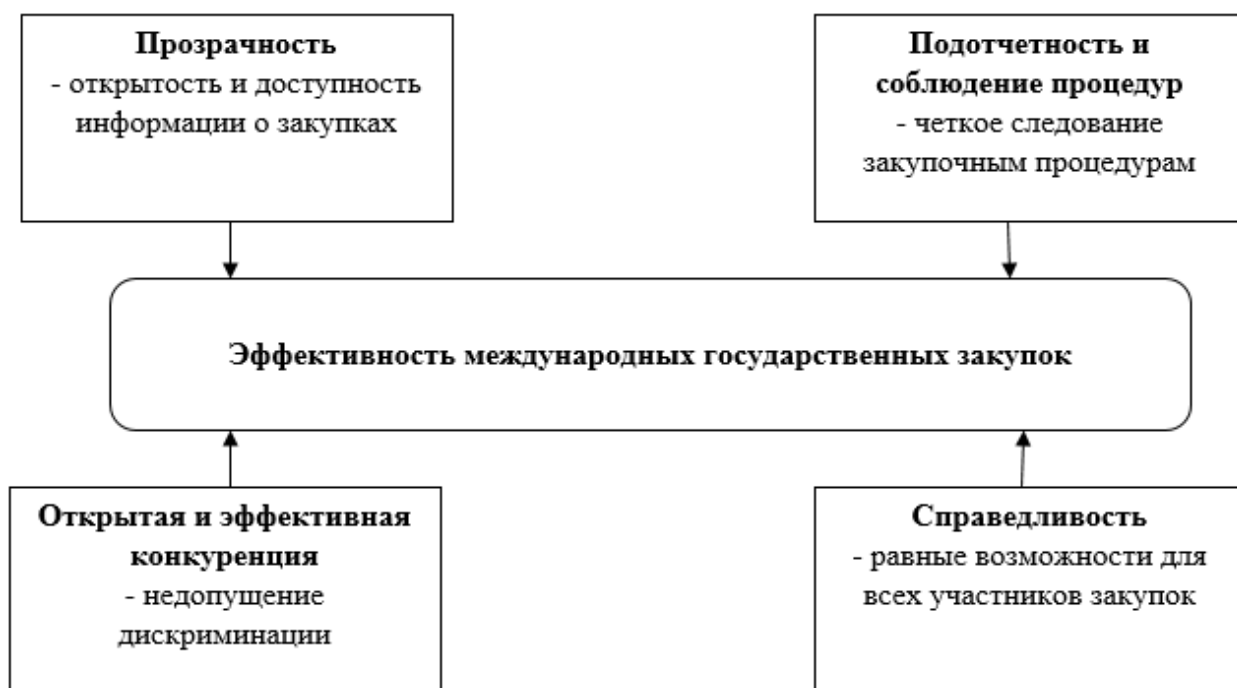 Прозрачность
- открытость и доступность
информации о закупках
Подотчетность и
соблюдение процедур
- четкое следование
закупочным процедурам
Эффективность международных государственных закупок
Открытая и эффективная
конкуренция
- недопущение
дискриминации
Справедливость
- равные возможности для
всех участников закупок